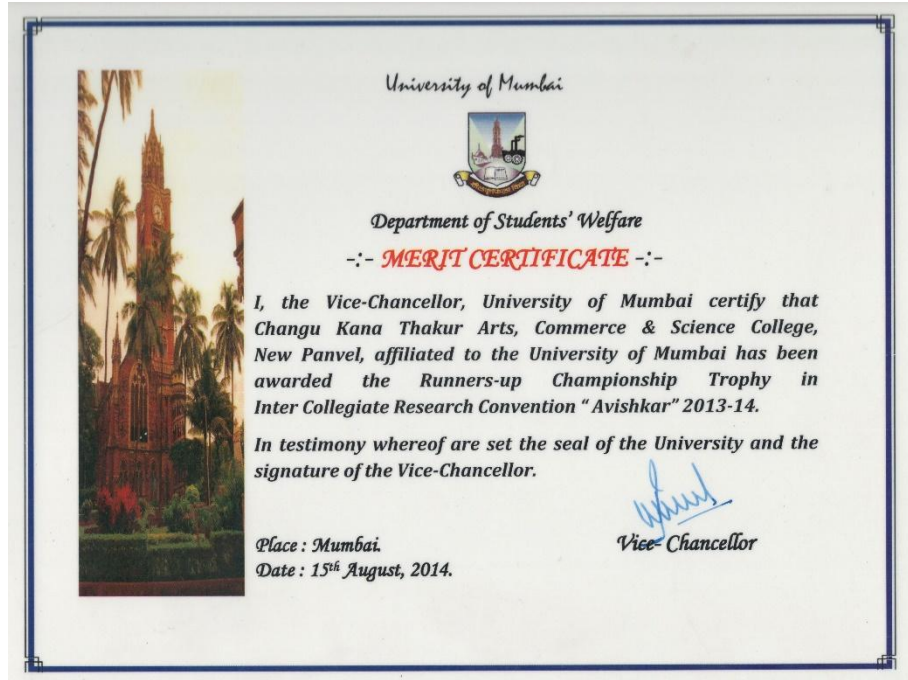 University of Mumbai
Department of Students' Welfare
-:- MERIT CERTIFICATE -:-
I, the Vice-Chancellor, University of Mumbai certify that
Changu Kana Thakur Arts, Commerce & Science College,
New Panvel, affiliated to the University of Mumbai has been
awarded the Runners-up Championship Trophy in
Inter Collegiate Research Convention “ Avishkar” 2013-14.
In testimony whereof are set the seal of the University and the
signature of the Vice-Chancellor.
Place : Mumbai.
Vice- Chancellor
Date : 15th August, 2014.